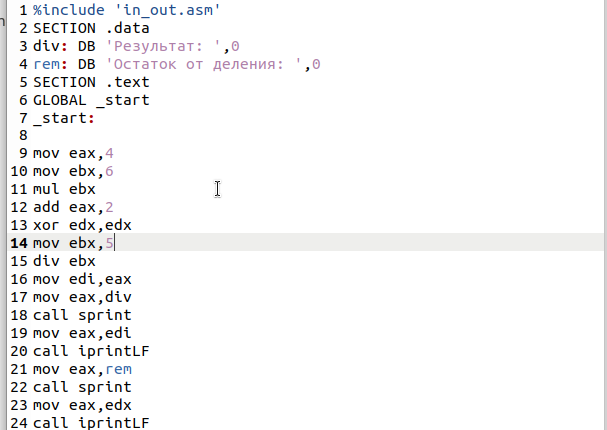 1 %include 'in_out.asm'
2 SECTION .data
3 div: DB 'Результат: ',0
4 rem: DB 'Остаток от деления: ',0
5 SECTION .text
6 GLOBAL _start
7 _start:
8
9 mov eax,4
10 mov ebx,6
11 mul ebx
12 add eax,2
13 xor edx,edx
14 mov ebx,5
15 div ebx
16 mov edi,eax
17 mov eax,div
18 call sprint
19 mov eax,edi
20 call iprintLF
21 mov eax,rem
22 call sprint
23 mov eax,edx
24 call iprintLF